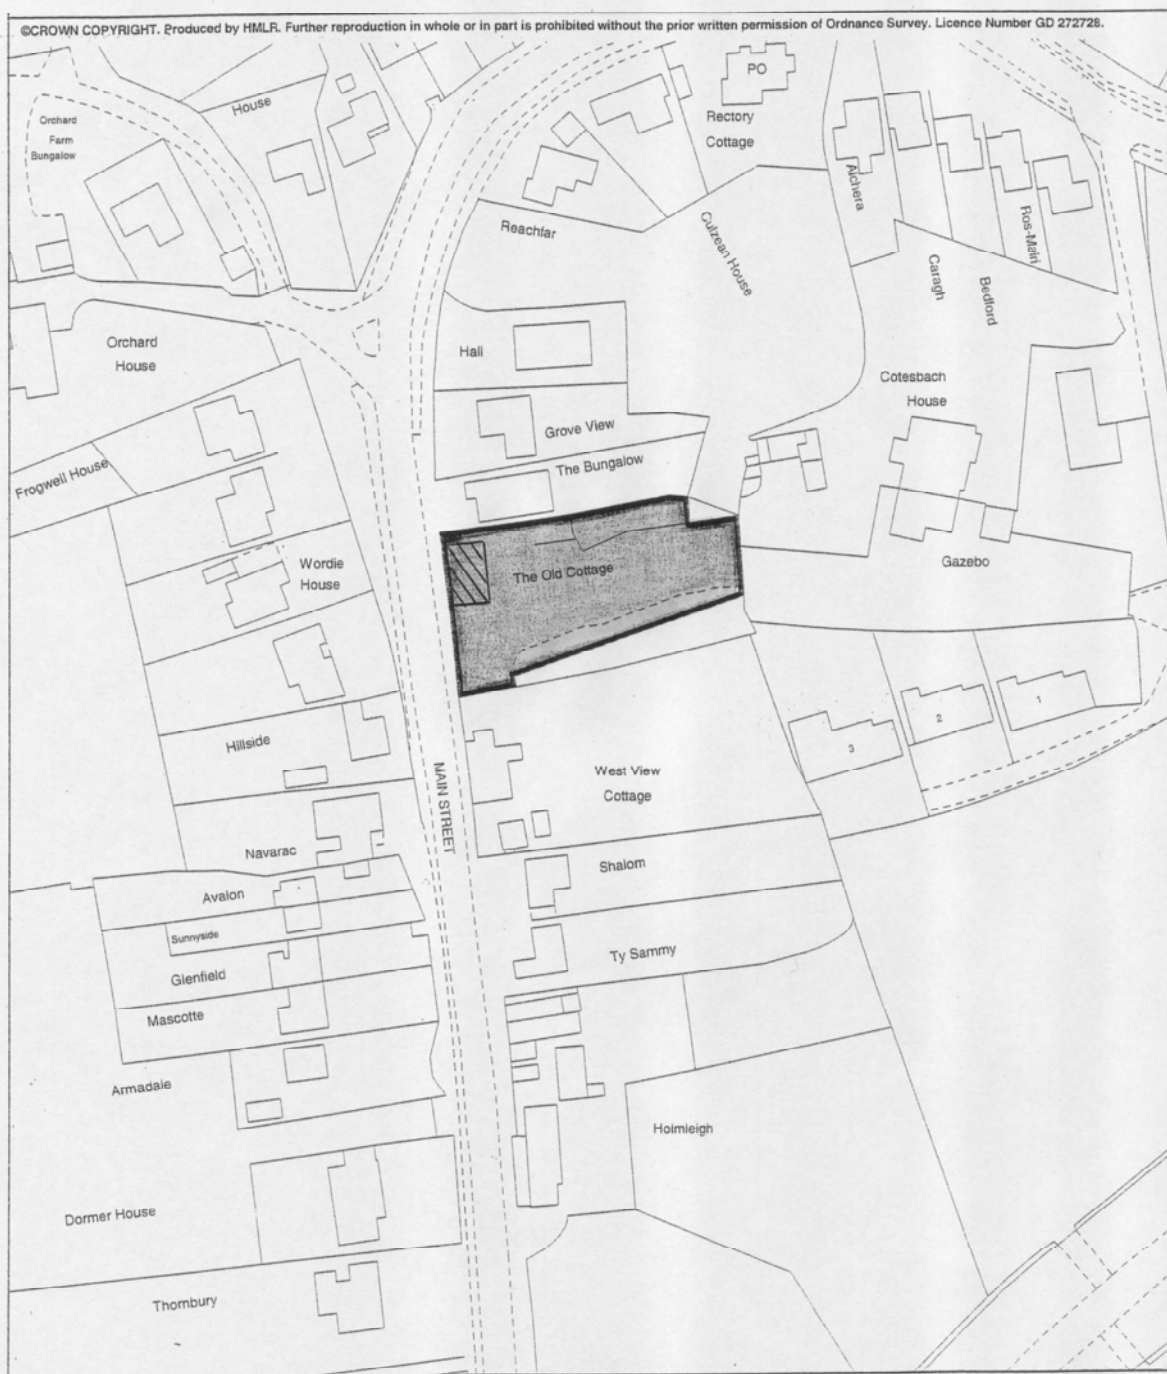 ©CROWN COPYRIGHT. Produced by HMLR. Further reproduction in whole or in part is prohibited without the prior written permission of Ordnance Survey. Licence Number GD 272728.
PO
Rectory
Cottage
House
Orchard
Farm
Bungalow
Aichera
Ros-Mairi
Reachfar
Culzean House
Caragh
Bedford
Orchard
House
Hall
Cotesbach
House
Grove View
The Bungalow
Frogwell House
Wordie
House
The Old Cottage
Gazebo
1
2
3
Hillside
MAIN STREET
West View
Cottage
Navarac
Shalom
Avalon
Sunnyside
Glenfield
Ty Sammy
Mascotte
Armadale
Holmleigh
Dormer House
Thornbury